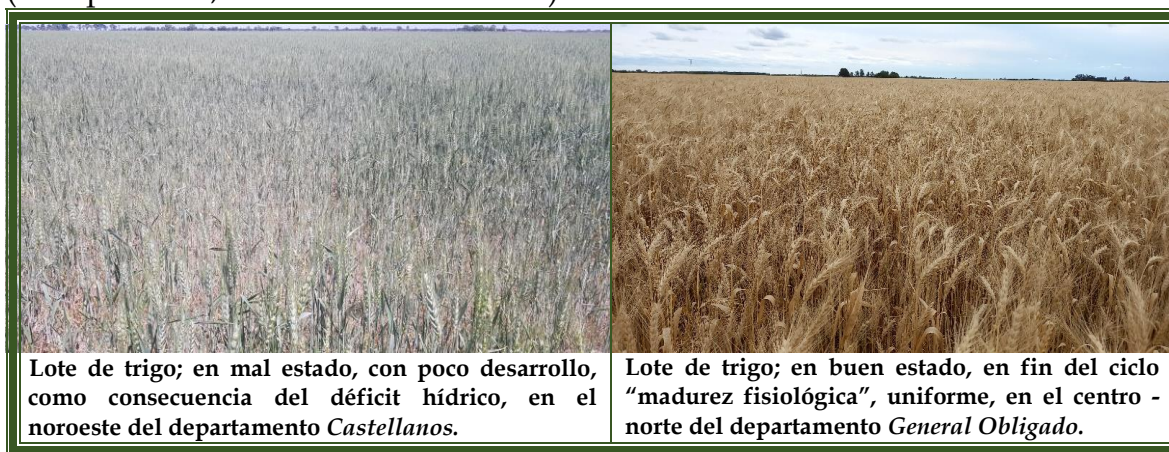 Lote de trigo; en mal estado, con poco desarrollo,
como consecuencia del déficit hídrico, en el
noroeste del departamento Castellanos.
Lote de trigo; en buen estado, en fin del ciclo
“madurez fisiológica”, uniforme, en el centro -
norte del departamento General Obligado.